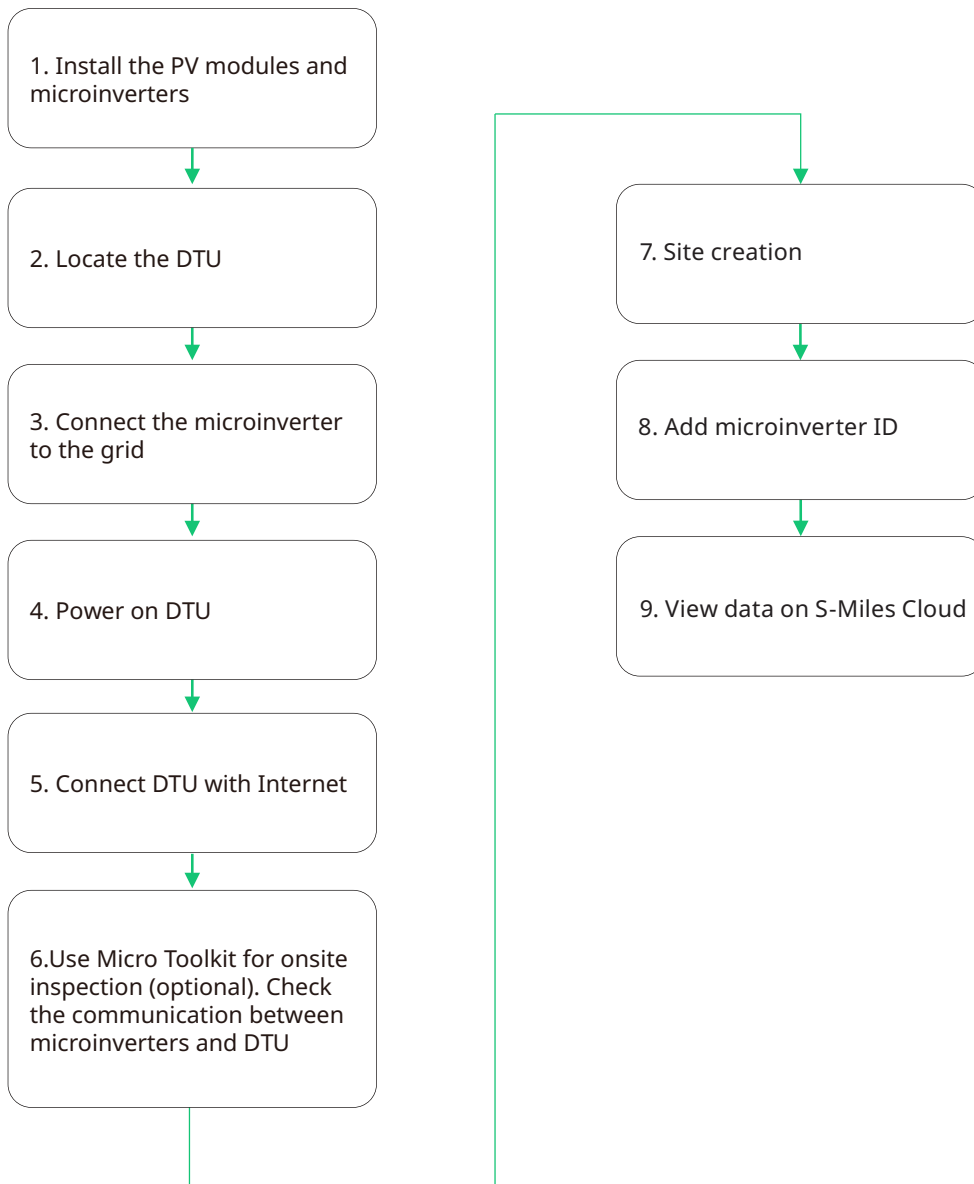 1. Install the PV modules and
microinverters
2. Locate the DTU
3. Connect the microinverter
to the grid
4. Power on DTU
5. Connect DTU with Internet
6.Use Micro Toolkit for onsite
inspection (optional). Check
the communication between
microinverters and DTU
7. Site creation
8. Add microinverter ID
9. View data on S-Miles Cloud